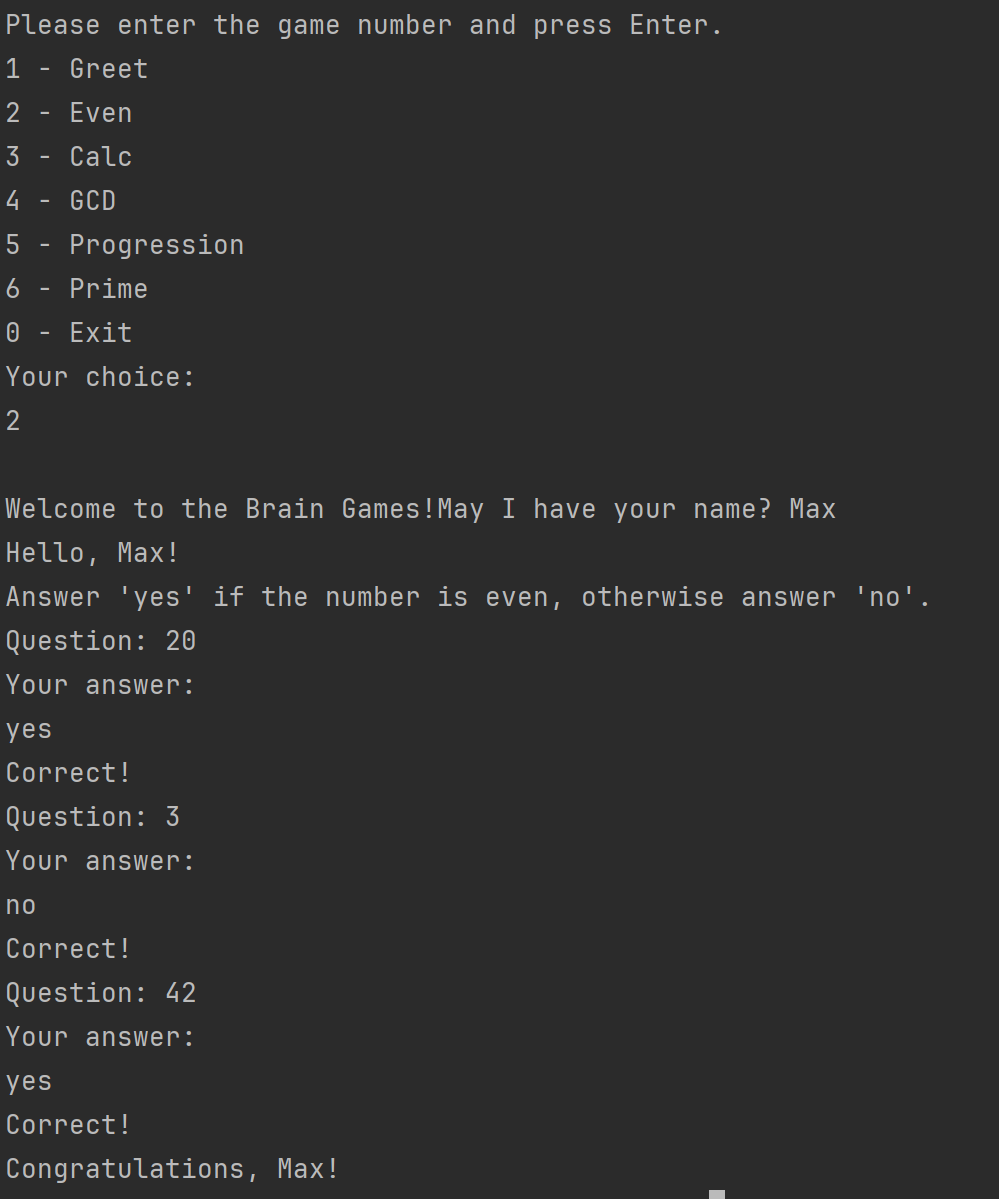 Please enter the game number and press Enter.
1 - Greet
2 - Even
3 - Calc
4 - GCD
5 - Progression
6 - Prime
0 - Exit
Your choice:
2
Welcome to the Brain Games!May I have your name? Max
Hello, Max!
Answer 'yes' if the number is even, otherwise answer 'no'.
Question: 20
Your answer:
yes
Correct!
Question: 3
Your answer:
no
Correct!
Question: 42
Your answer:
yes
Correct!
Congratulations, Max!